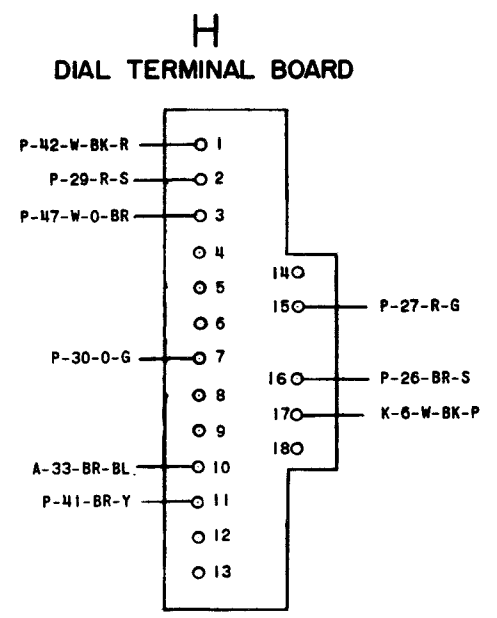 H
DIAL TERMINAL BOARD
P-42-W-BK-R 1
P-29-R-S 2
P-47-W-O-BR 3
4
5
6
P-30-O-G 7
8
9
A-33-BR-BL 10
P-41-BR-Y 11
12
13
14
15 P-27-R-G
16 P-26-BR-S
17 K-6-W-BK-P
18